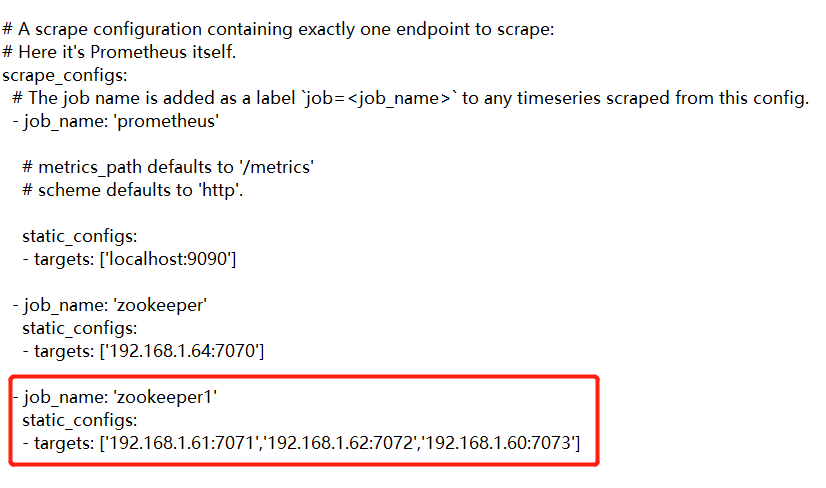 # A scrape configuration containing exactly one endpoint to scrape:
# Here it's Prometheus itself.
scrape_configs:
  # The job name is added as a label `job=<job_name>` to any timeseries scraped from this config.
  - job_name: 'prometheus'

    # metrics_path defaults to '/metrics'
    # scheme defaults to 'http'.

    static_configs:
    - targets: ['localhost:9090']

  - job_name: 'zookeeper'
    static_configs:
    - targets: ['192.168.1.64:7070']

  - job_name: 'zookeeper1'
    static_configs:
    - targets: ['192.168.1.61:7071','192.168.1.62:7072','192.168.1.60:7073']